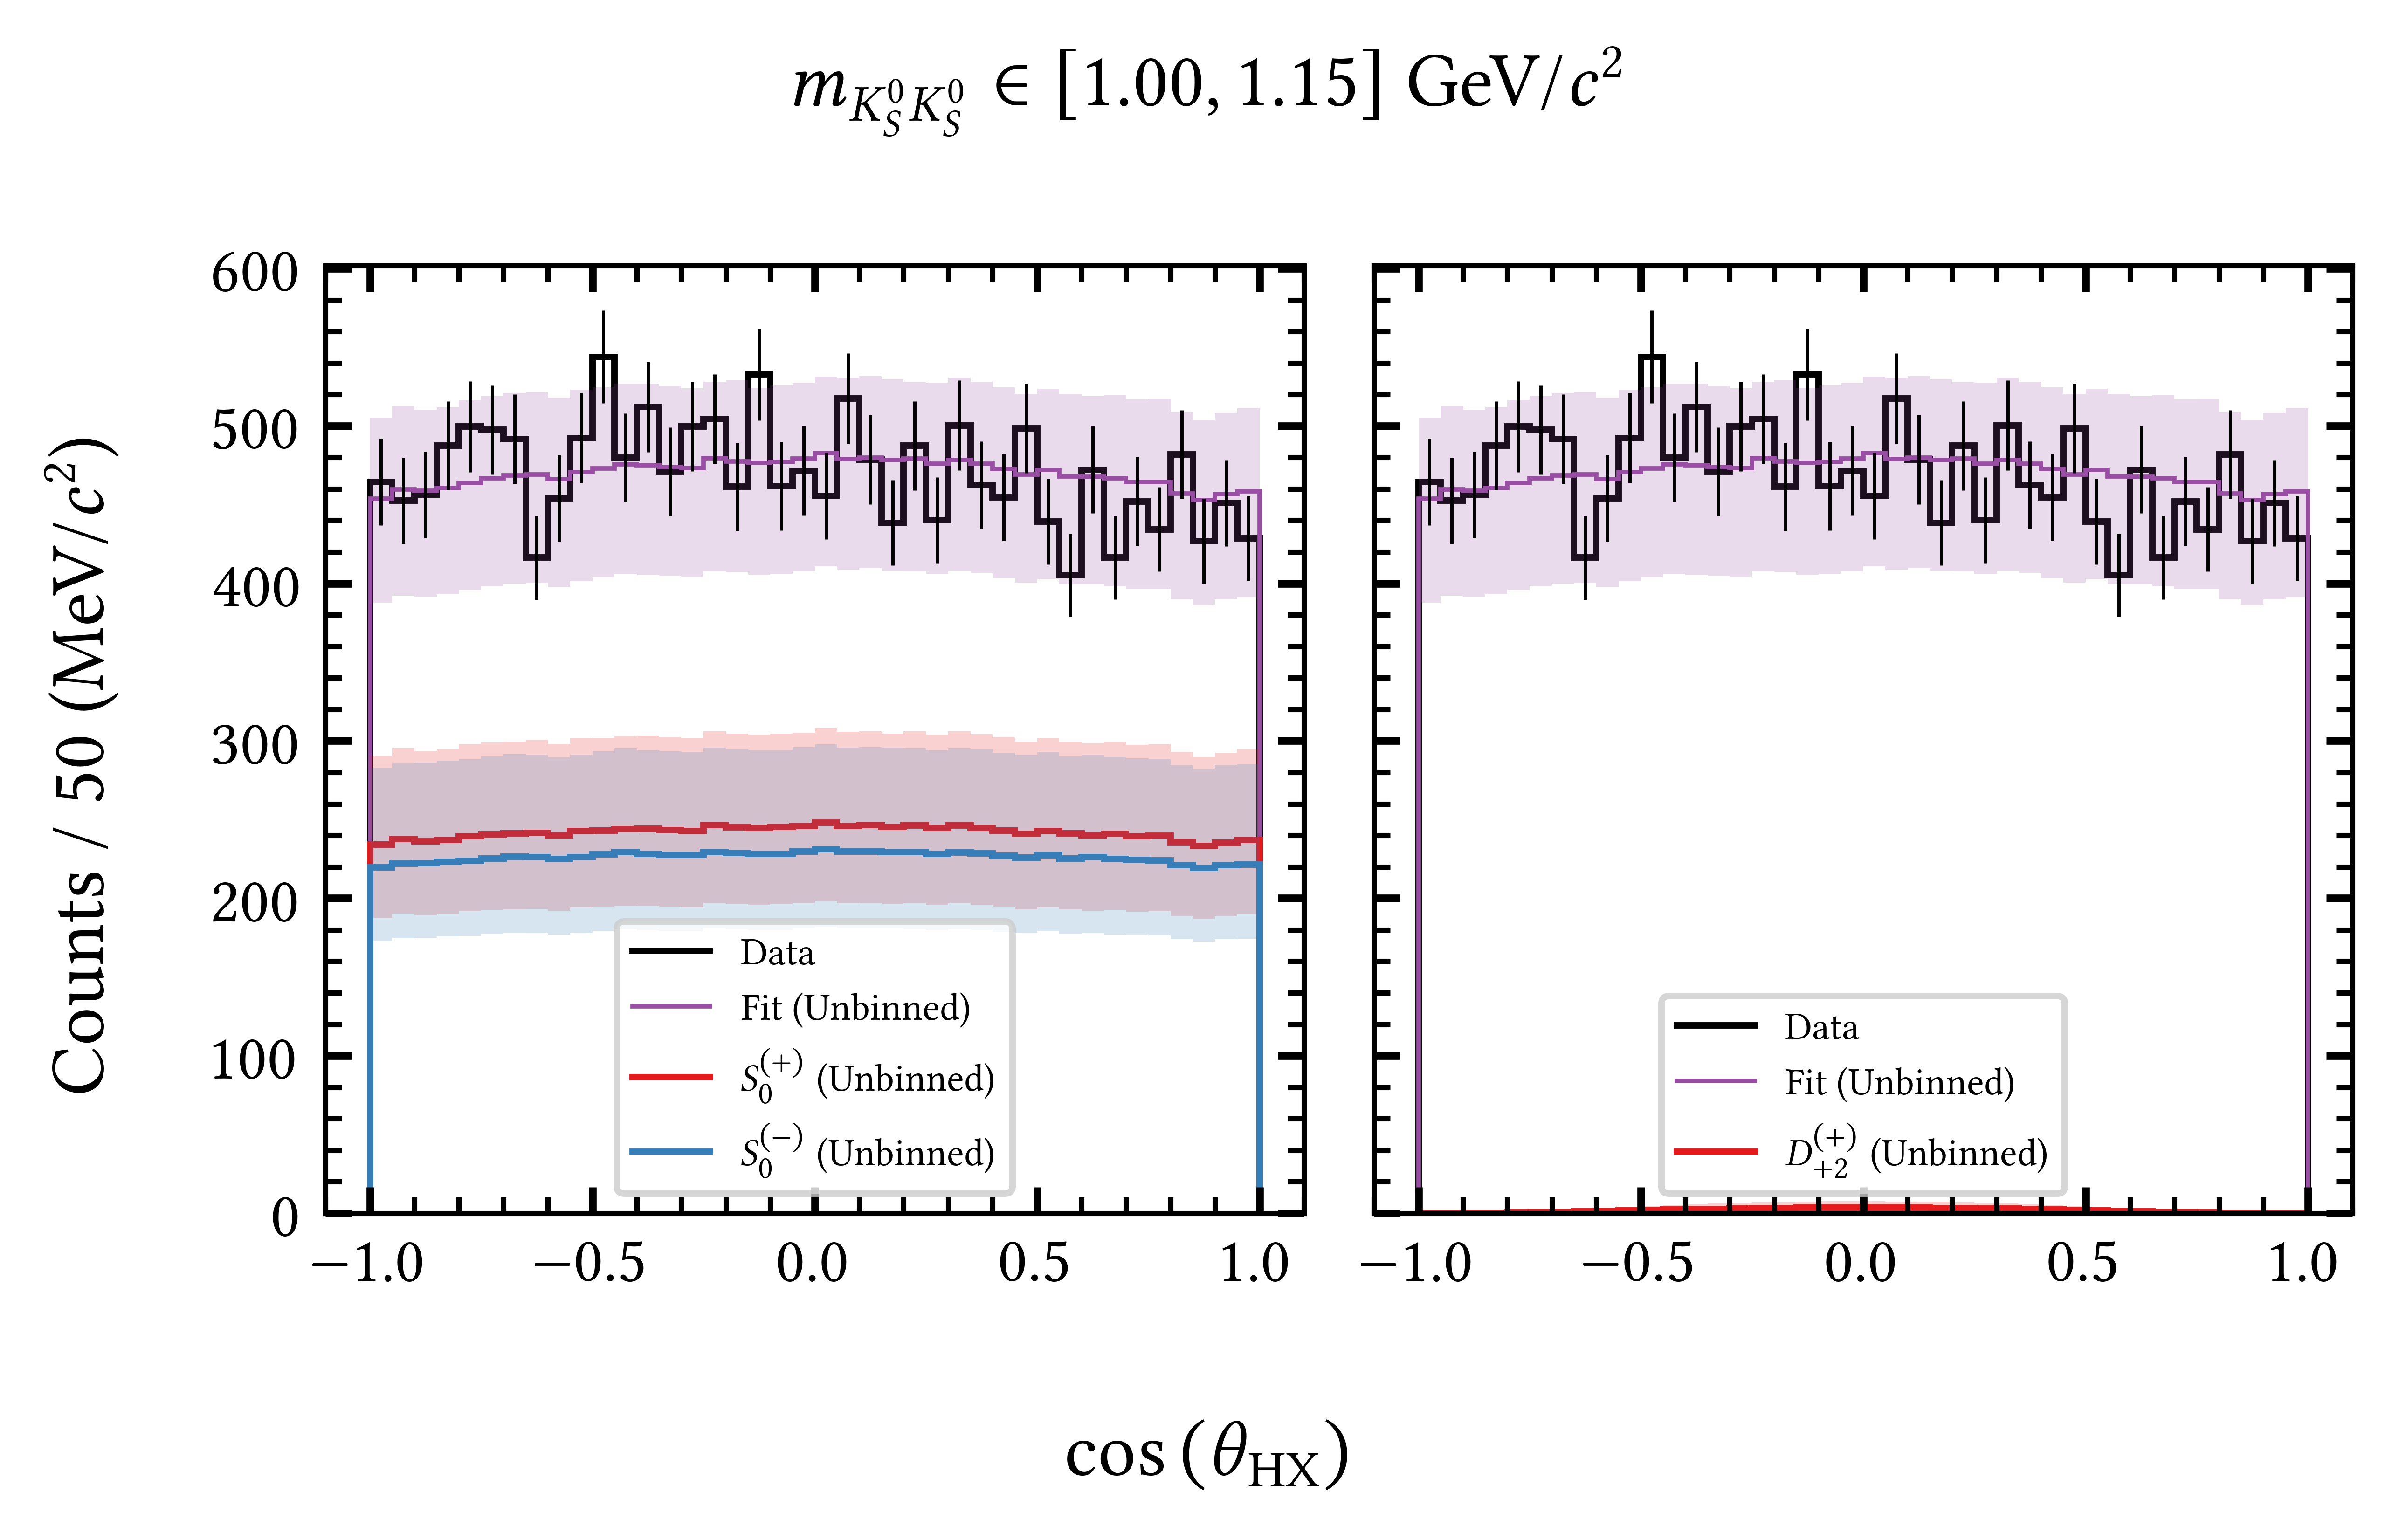 m_{K_S^0 K_S^0} ∈ [1.00, 1.15] GeV/c²
Counts / 50 (MeV/c²)
600
500
400
300
200
100
0
Data
Fit (Unbinned)
S_0^{(+)} (Unbinned)
S_0^{(−)} (Unbinned)
Data
Fit (Unbinned)
D_{+2}^{(+)} (Unbinned)
−1.0 −0.5 0.0 0.5 1.0
−1.0 −0.5 0.0 0.5 1.0
cos (θ_{HX})